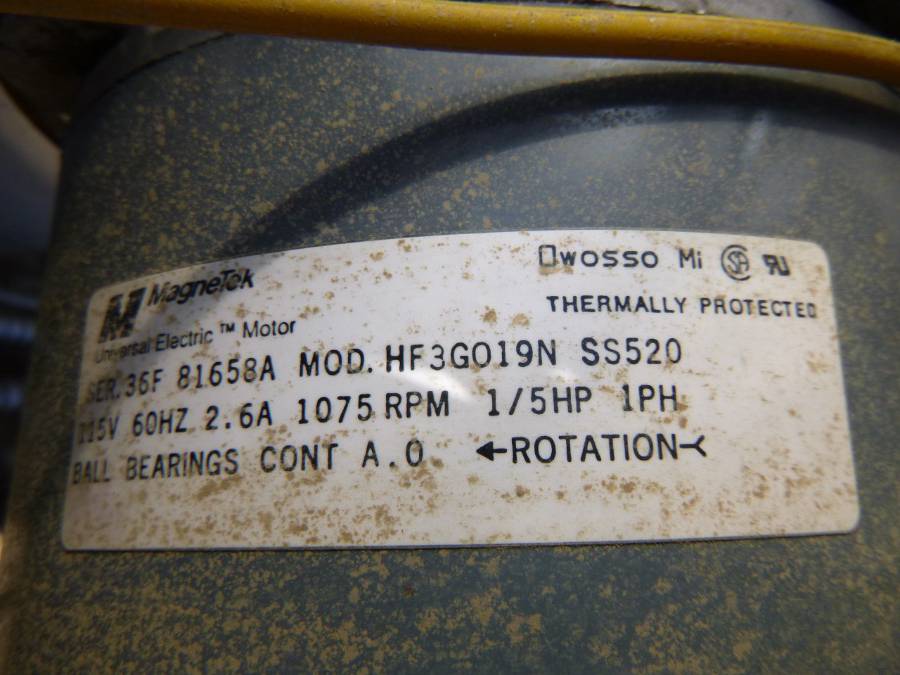 MagneTek
Owosso Mi
Universal Electric™ Motor
THERMALLY PROTECTED
SER. 36F 81658A MOD. HF3G019N SS520
115V 60HZ 2.6A 1075 RPM 1/5HP 1PH
BALL BEARINGS CONT A.O ←ROTATION-<